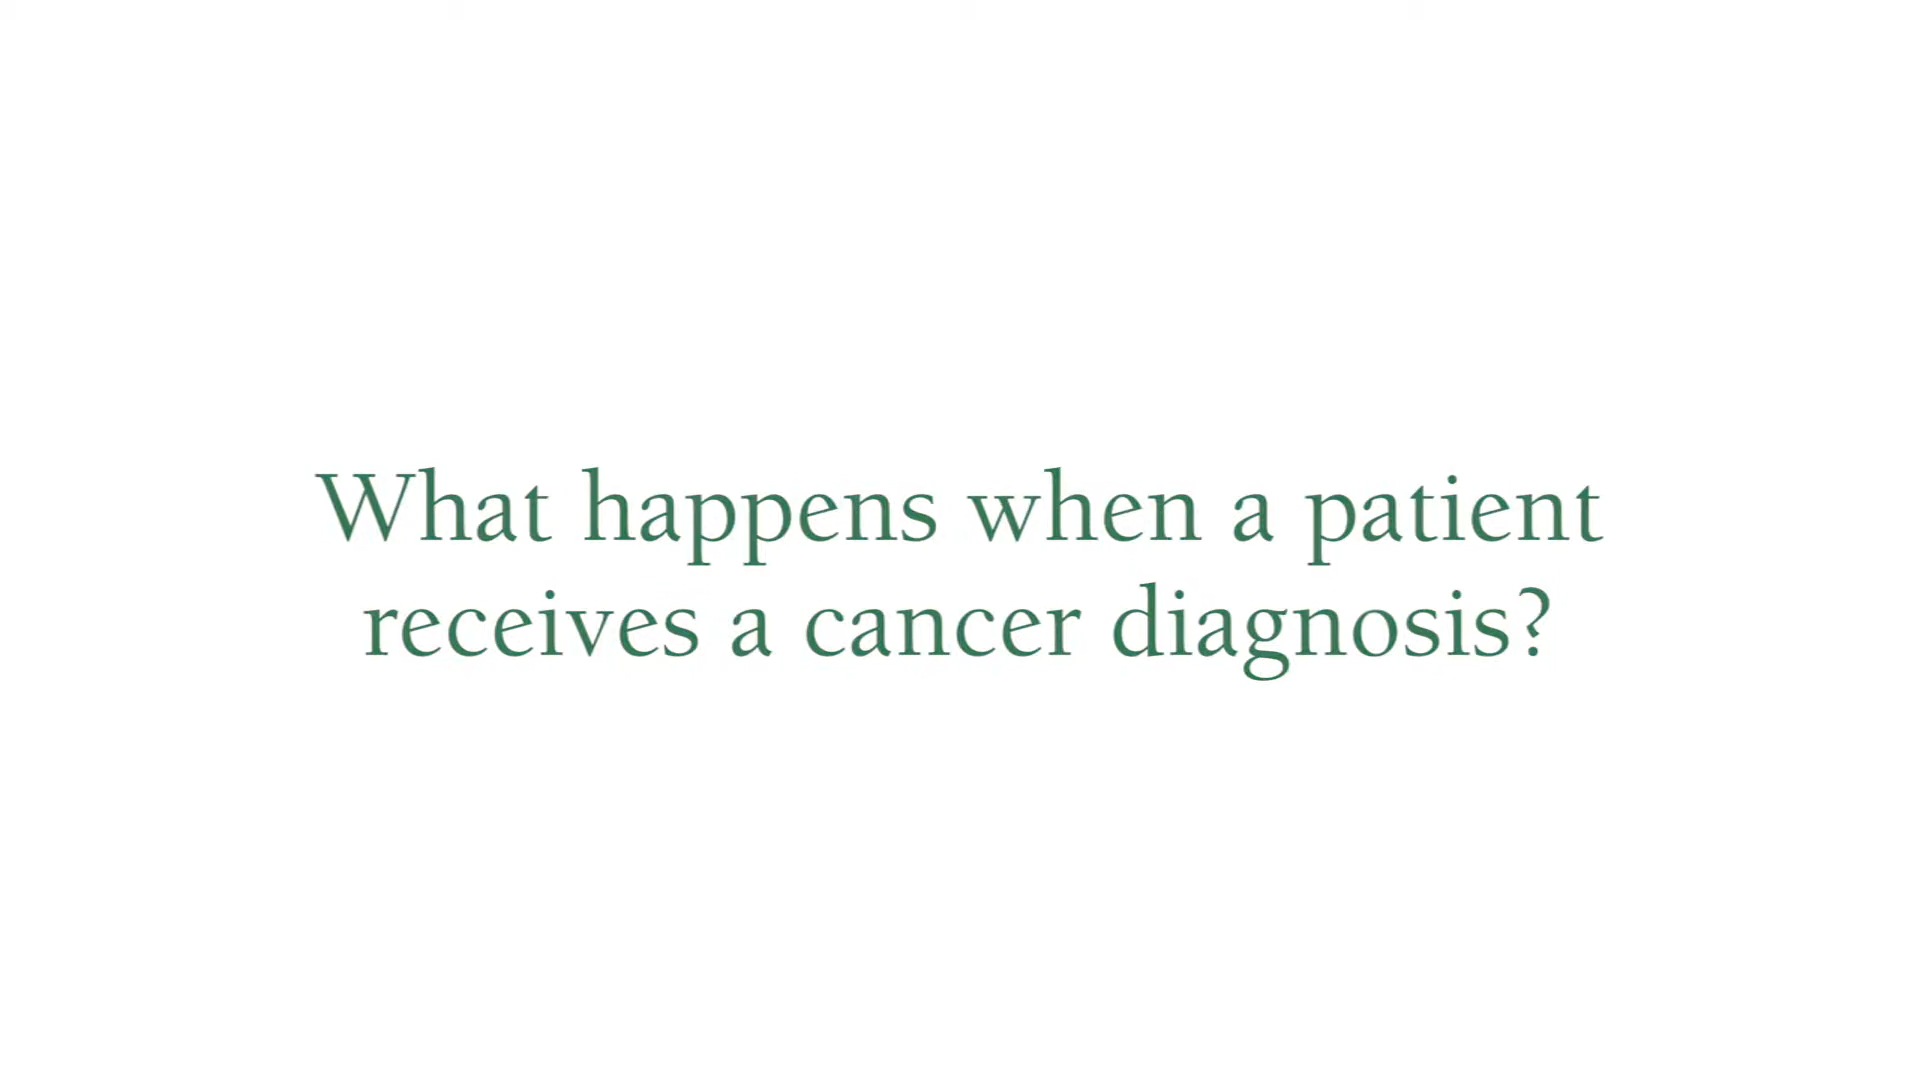 What happens when a patient
receives a cancer diagnosis?